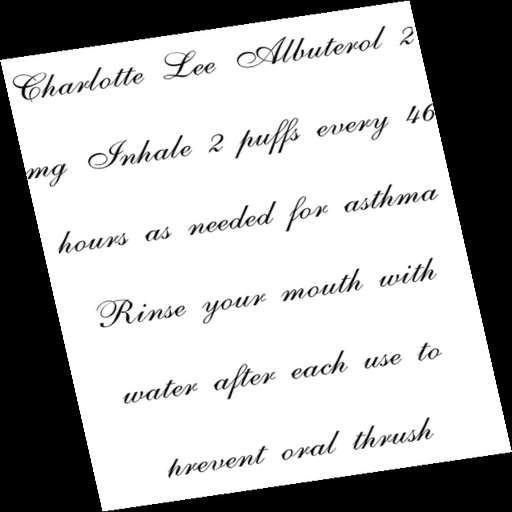 Charlotte Lee Albuterol 2
mg Inhale 2 puffs every 46
hours as needed for asthma
Rinse your mouth with
water after each use to
prevent oral thrush